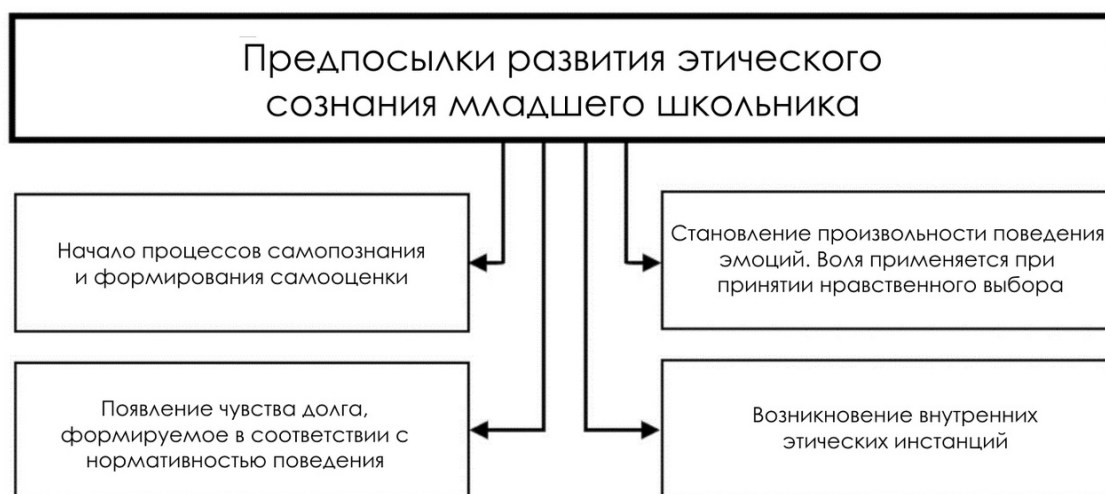 Предпосылки развития этического
сознания младшего школьника
Начало процессов самопознания
и формирования самооценки
Становление произвольности поведения
эмоций. Воля применяется при
принятии нравственного выбора
Появление чувства долга,
формируемое в соответствии с
нормативностью поведения
Возникновение внутренних
этических инстанций